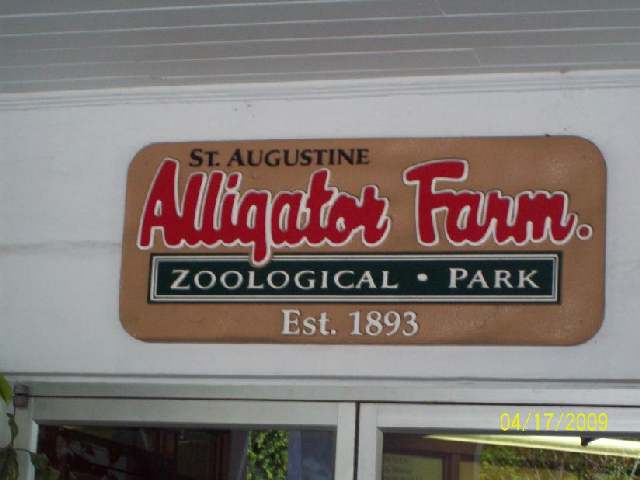 ST. AUGUSTINE
Alligator Farm.
ZOOLOGICAL • PARK
Est. 1893
04/17/2009